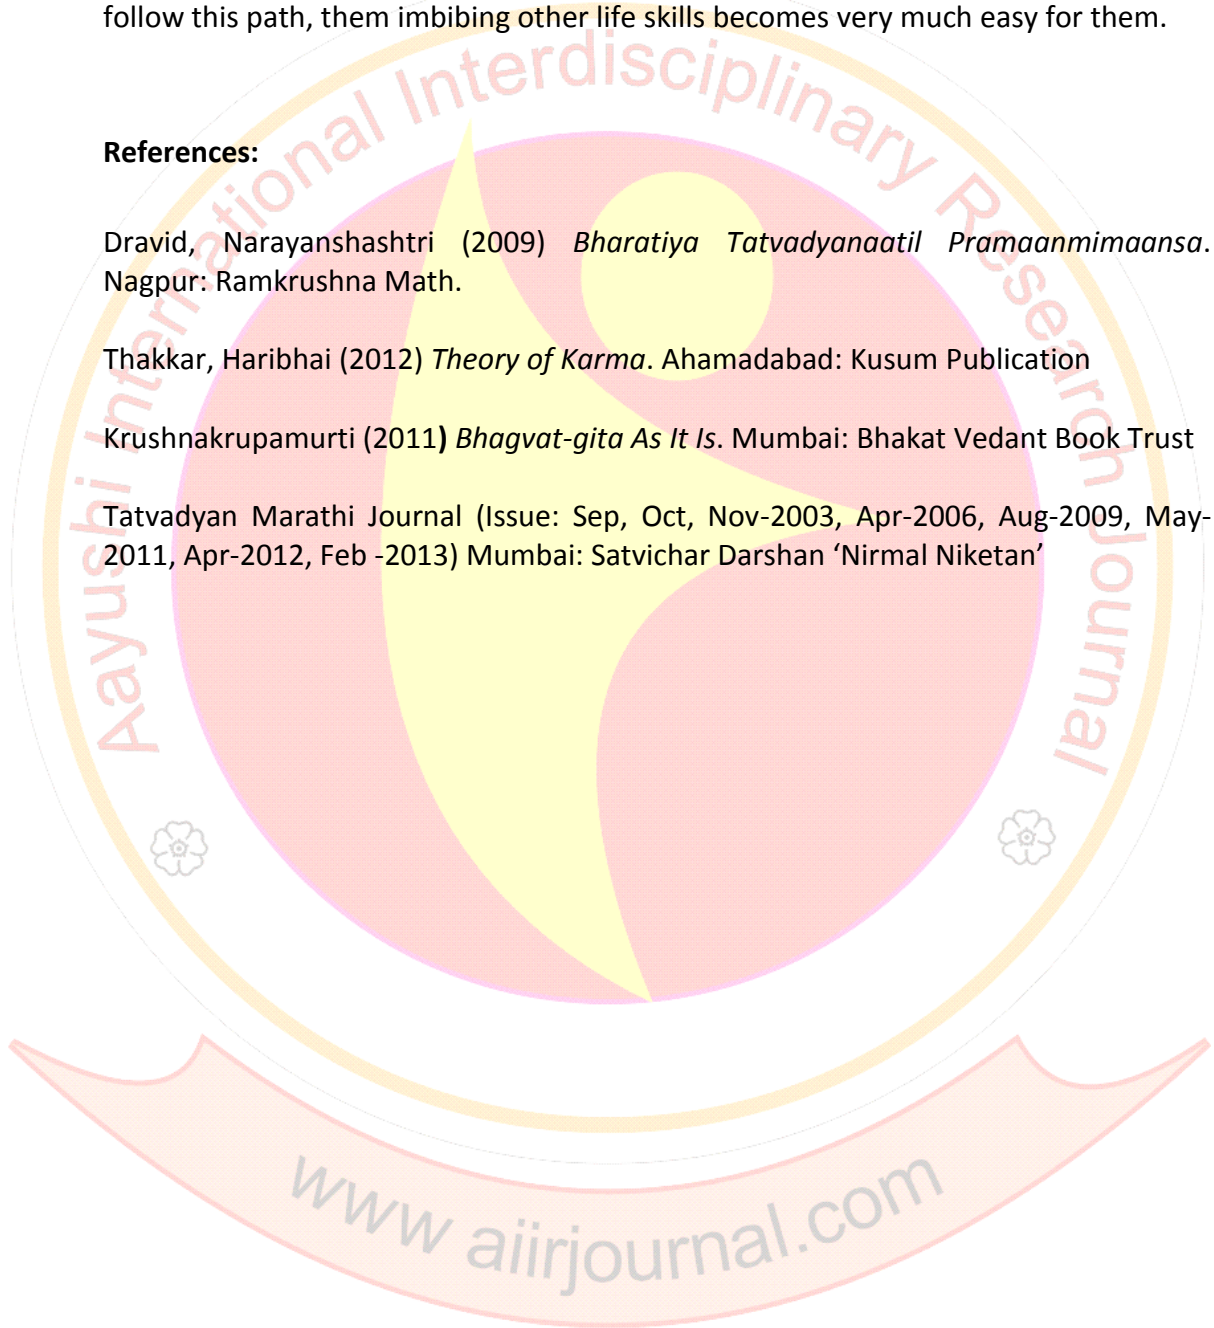 follow this path, them imbibing other life skills becomes very much easy for them.
References:
Dravid, Narayanshashtri (2009) Bharatiya Tatvadyanaatil Pramaanmimaansa.
Nagpur: Ramkrushna Math.
Thakkar, Haribhai (2012) Theory of Karma. Ahamadabad: Kusum Publication
Krushnakrupamurti (2011) Bhagvat-gita As It Is. Mumbai: Bhakat Vedant Book Trust
Tatvadyan Marathi Journal (Issue: Sep, Oct, Nov-2003, Apr-2006, Aug-2009, May-
2011, Apr-2012, Feb -2013) Mumbai: Satvichar Darshan ‘Nirmal Niketan’
Aayushi International Interdisciplinary Research Journal
www aiirjournal.com